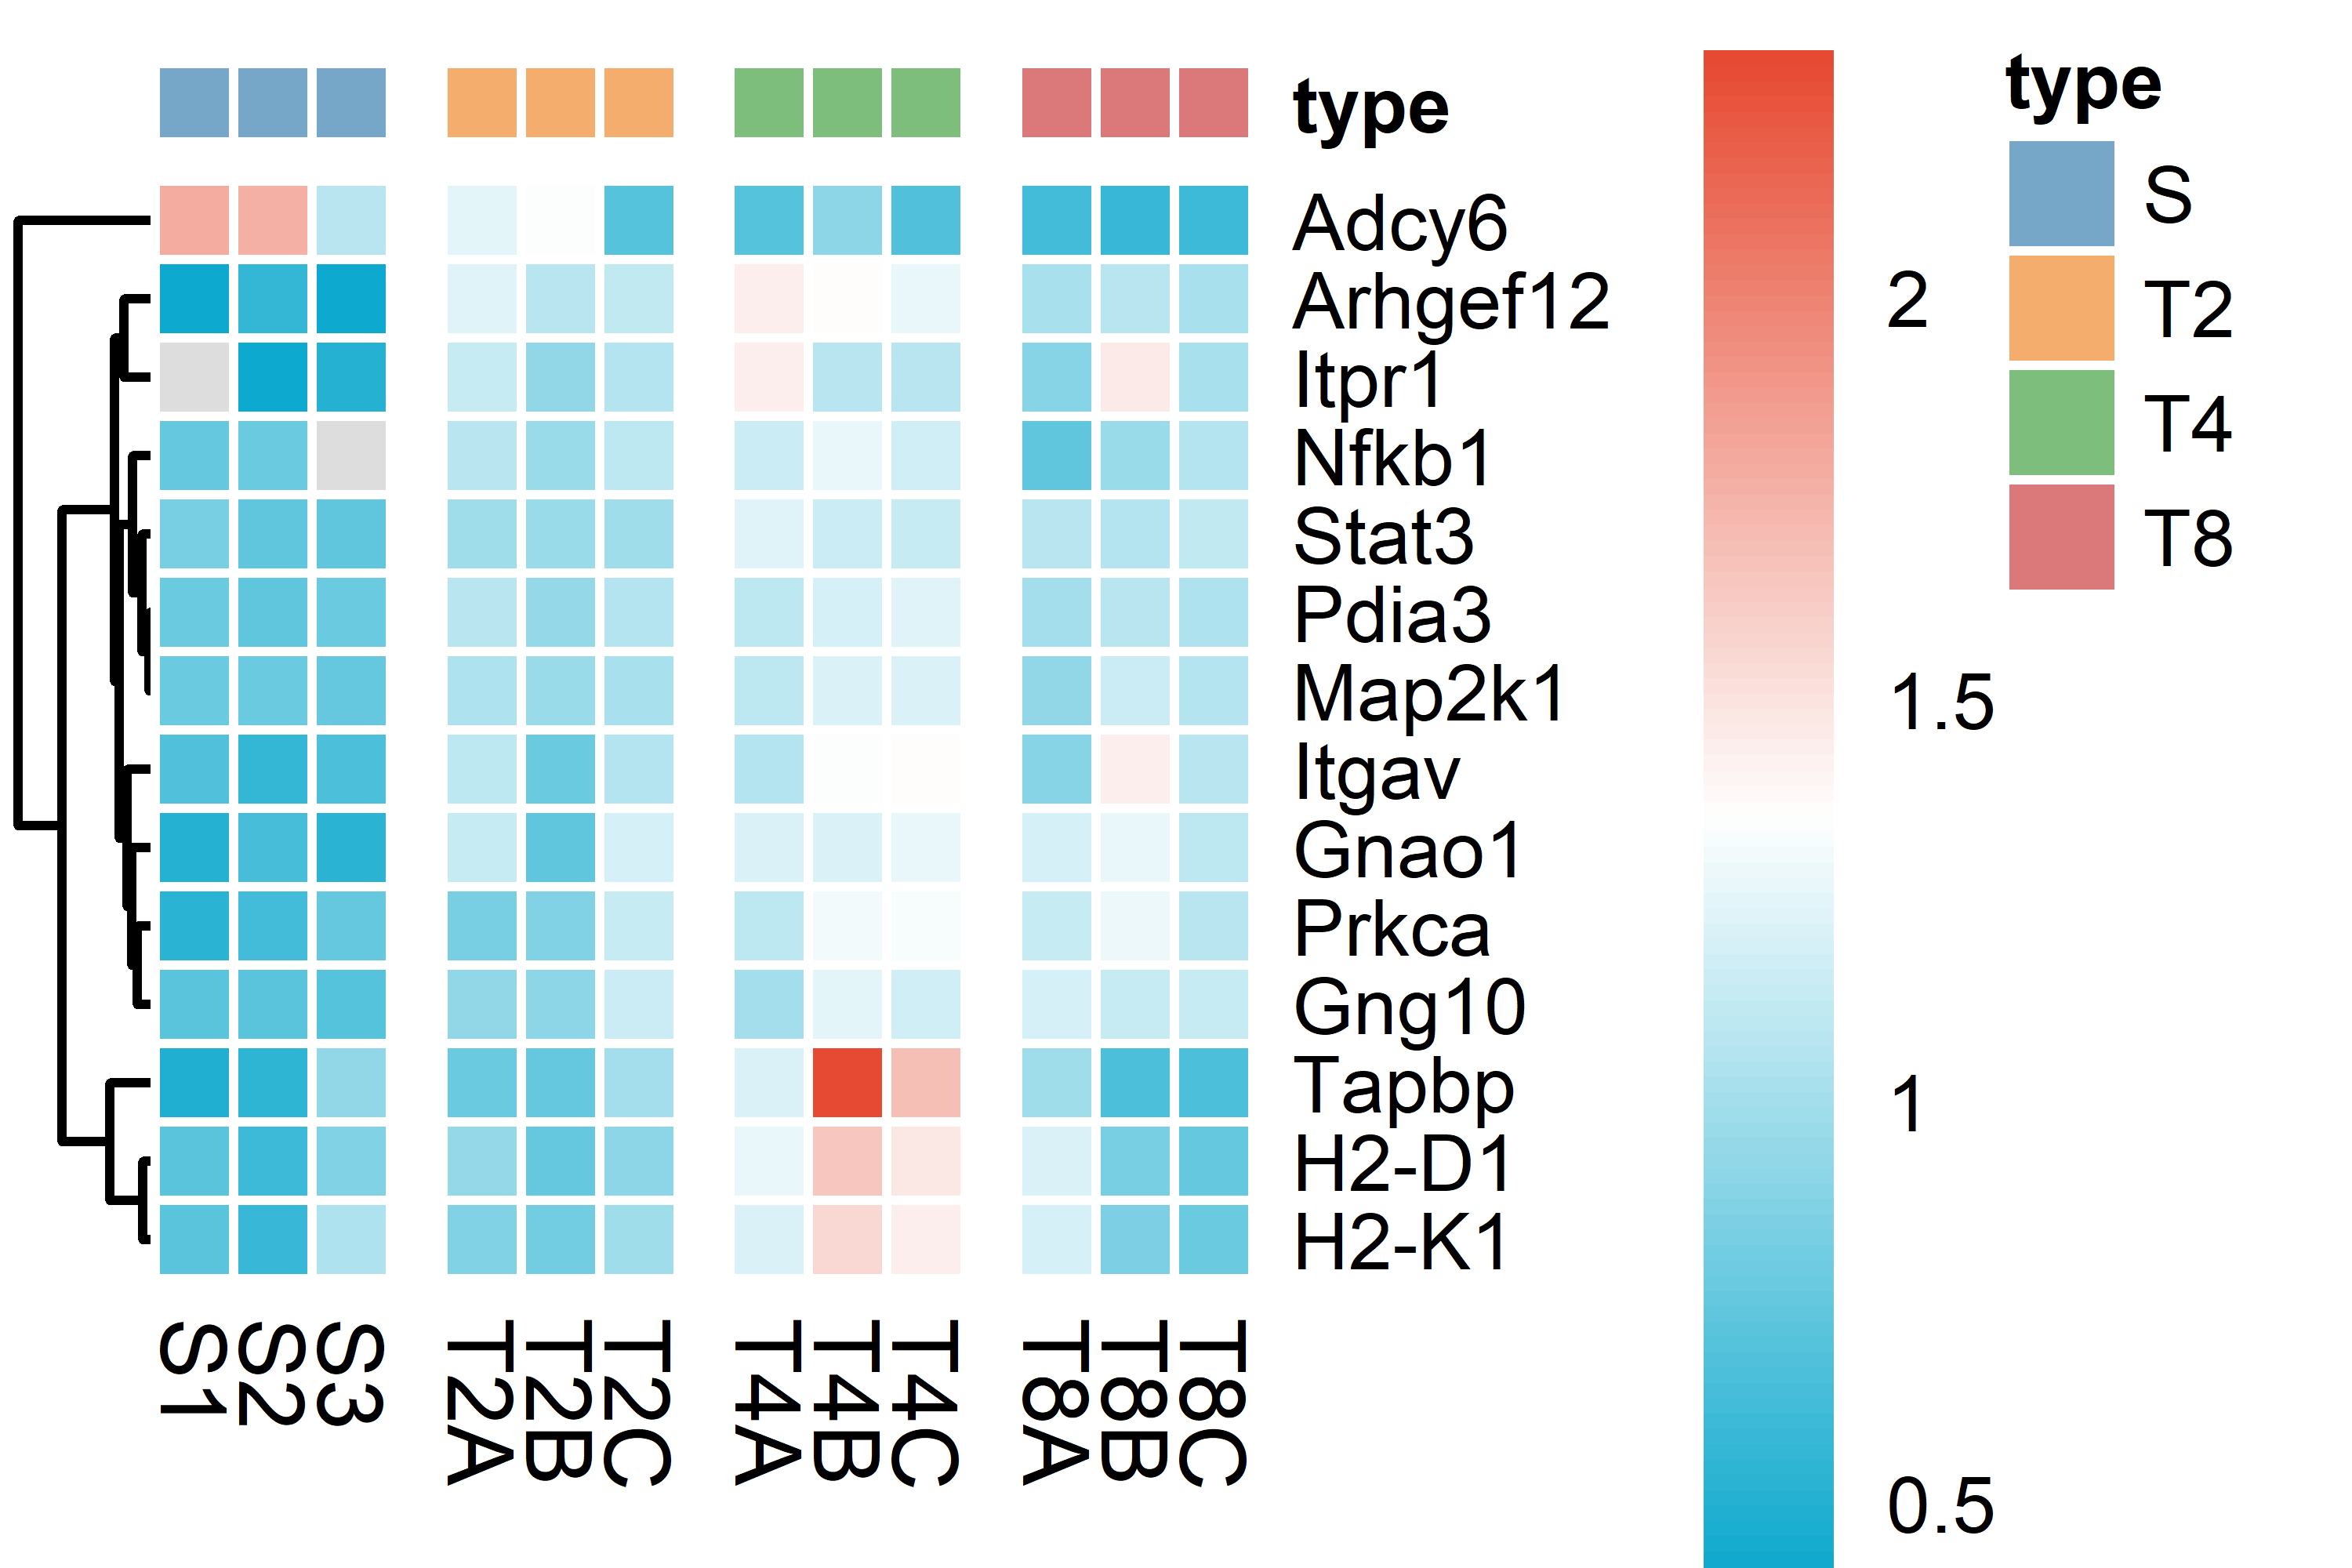 type
Adcy6
Arhgef12
Itpr1
Nfkb1
Stat3
Pdia3
Map2k1
Itgav
Gnao1
Prkca
Gng10
Tapbp
H2-D1
H2-K1
S1
S2
S3
T2A
T2B
T2C
T4A
T4B
T4C
T8A
T8B
T8C
2
1.5
1
0.5
type
S
T2
T4
T8